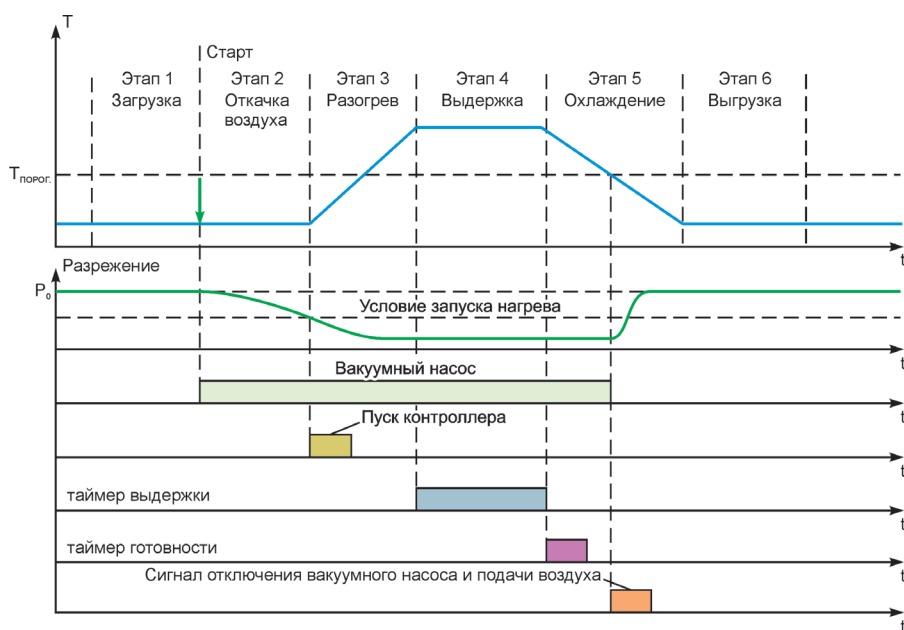 T
Старт
Этап 1
Загрузка
Этап 2
Откачка
воздуха
Этап 3
Разогрев
Этап 4
Выдержка
Этап 5
Охлаждение
Этап 6
Выгрузка
TПОРОГ.
t
Разрежение
P0
Условие запуска нагрева
t
Вакуумный насос
t
Пуск контроллера
t
таймер выдержки
t
таймер готовности
t
Сигнал отключения вакуумного насоса и подачи воздуха
t